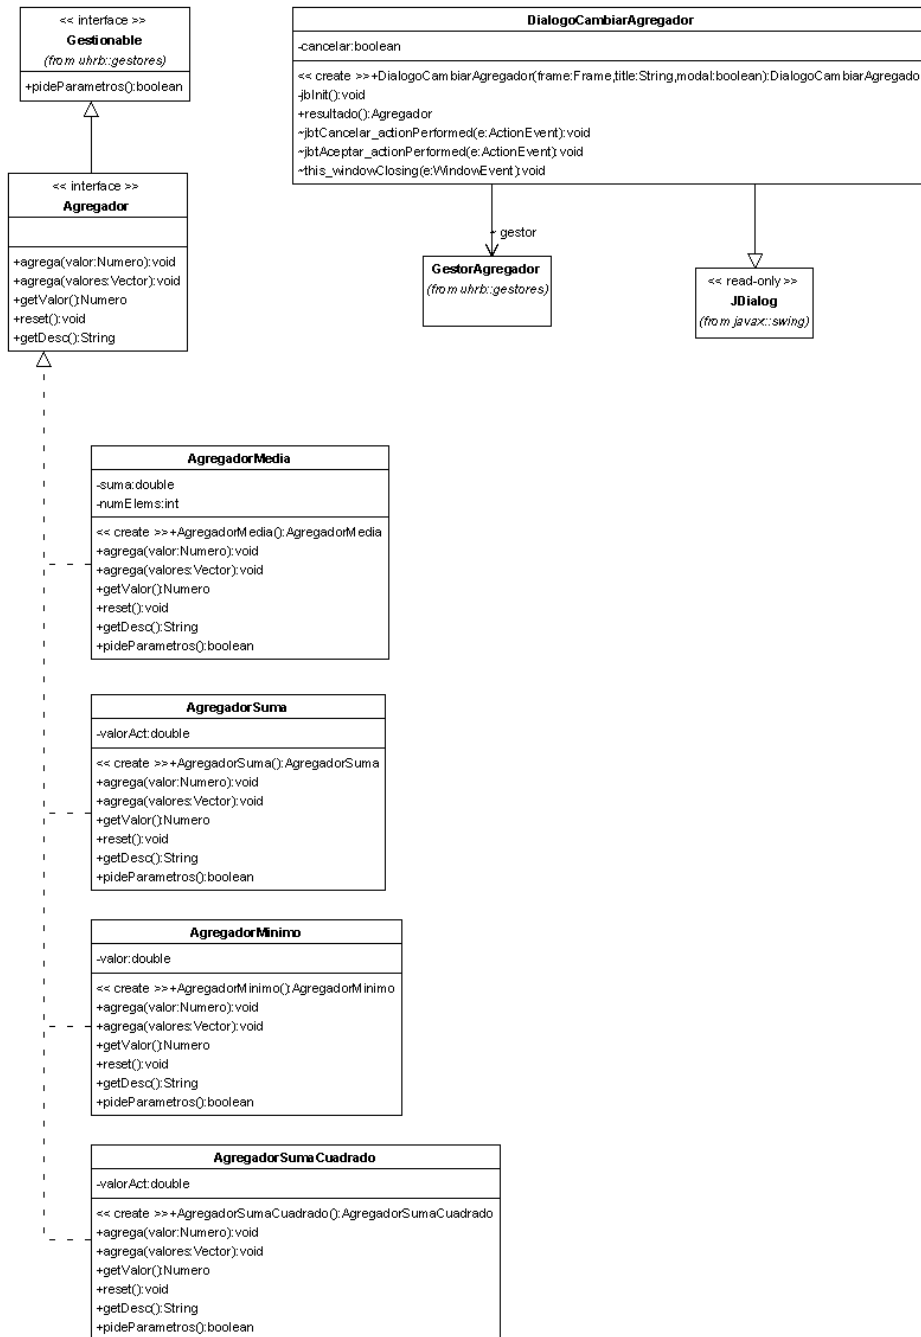 << interface >>
Gestionable
(from uhrb::gestores)
+pideParametros():boolean
<< interface >>
Agregador
+agrega(valor:Numero):void
+agrega(valores:Vector):void
+getValor():Numero
+reset():void
+getDesc():String
DialogoCambiarAgregador
-cancelar:boolean
<< create >>+DialogoCambiarAgregador(frame:Frame,title:String,modal:boolean):DialogoCambiarAgregado
-jbInit():void
+resultado():Agregador
~jbtCancelar_actionPerformed(e:ActionEvent):void
~jbtAceptar_actionPerformed(e:ActionEvent):void
~this_windowClosing(e:WindowEvent):void
~ gestor
GestorAgregador
(from uhrb::gestores)
<< read-only >>
JDialog
(from javax::swing)
AgregadorMedia
-suma:double
-numElems:int
<< create >>+AgregadorMedia():AgregadorMedia
+agrega(valor:Numero):void
+agrega(valores:Vector):void
+getValor():Numero
+reset():void
+getDesc():String
+pideParametros():boolean
AgregadorSuma
-valorAct:double
<< create >>+AgregadorSuma():AgregadorSuma
+agrega(valor:Numero):void
+agrega(valores:Vector):void
+getValor():Numero
+reset():void
+getDesc():String
+pideParametros():boolean
AgregadorMinimo
-valor:double
<< create >>+AgregadorMinimo():AgregadorMinimo
+agrega(valor:Numero):void
+agrega(valores:Vector):void
+getValor():Numero
+reset():void
+getDesc():String
+pideParametros():boolean
AgregadorSumaCuadrado
-valorAct:double
<< create >>+AgregadorSumaCuadrado():AgregadorSumaCuadrado
+agrega(valor:Numero):void
+agrega(valores:Vector):void
+getValor():Numero
+reset():void
+getDesc():String
+pideParametros():boolean